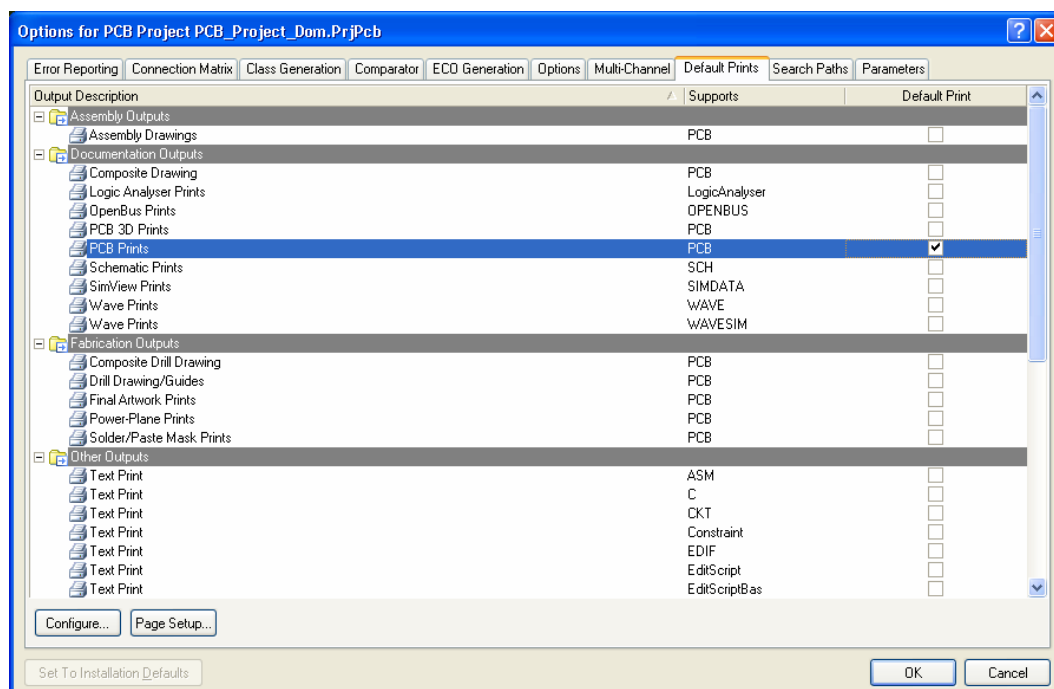 Options for PCB Project PCB_Project_Dom.PrjPcb
Error Reporting Connection Matrix Class Generation Comparator ECO Generation Options Multi-Channel Default Prints Search Paths Parameters
Output Description Supports Default Print
Assembly Outputs
Assembly Drawings PCB
Documentation Outputs
Composite Drawing PCB
Logic Analyser Prints LogicAnalyser
OpenBus Prints OPENBUS
PCB 3D Prints PCB
PCB Prints PCB
Schematic Prints SCH
SimView Prints SIMDATA
Wave Prints WAVE
Wave Prints WAVESIM
Fabrication Outputs
Composite Drill Drawing PCB
Drill Drawing/Guides PCB
Final Artwork Prints PCB
Power-Plane Prints PCB
Solder/Paste Mask Prints PCB
Other Outputs
Text Print ASM
Text Print C
Text Print CKT
Text Print Constraint
Text Print EDIF
Text Print EditScript
Text Print EditScriptBas
Configure... Page Setup...
Set To Installation Defaults OK Cancel